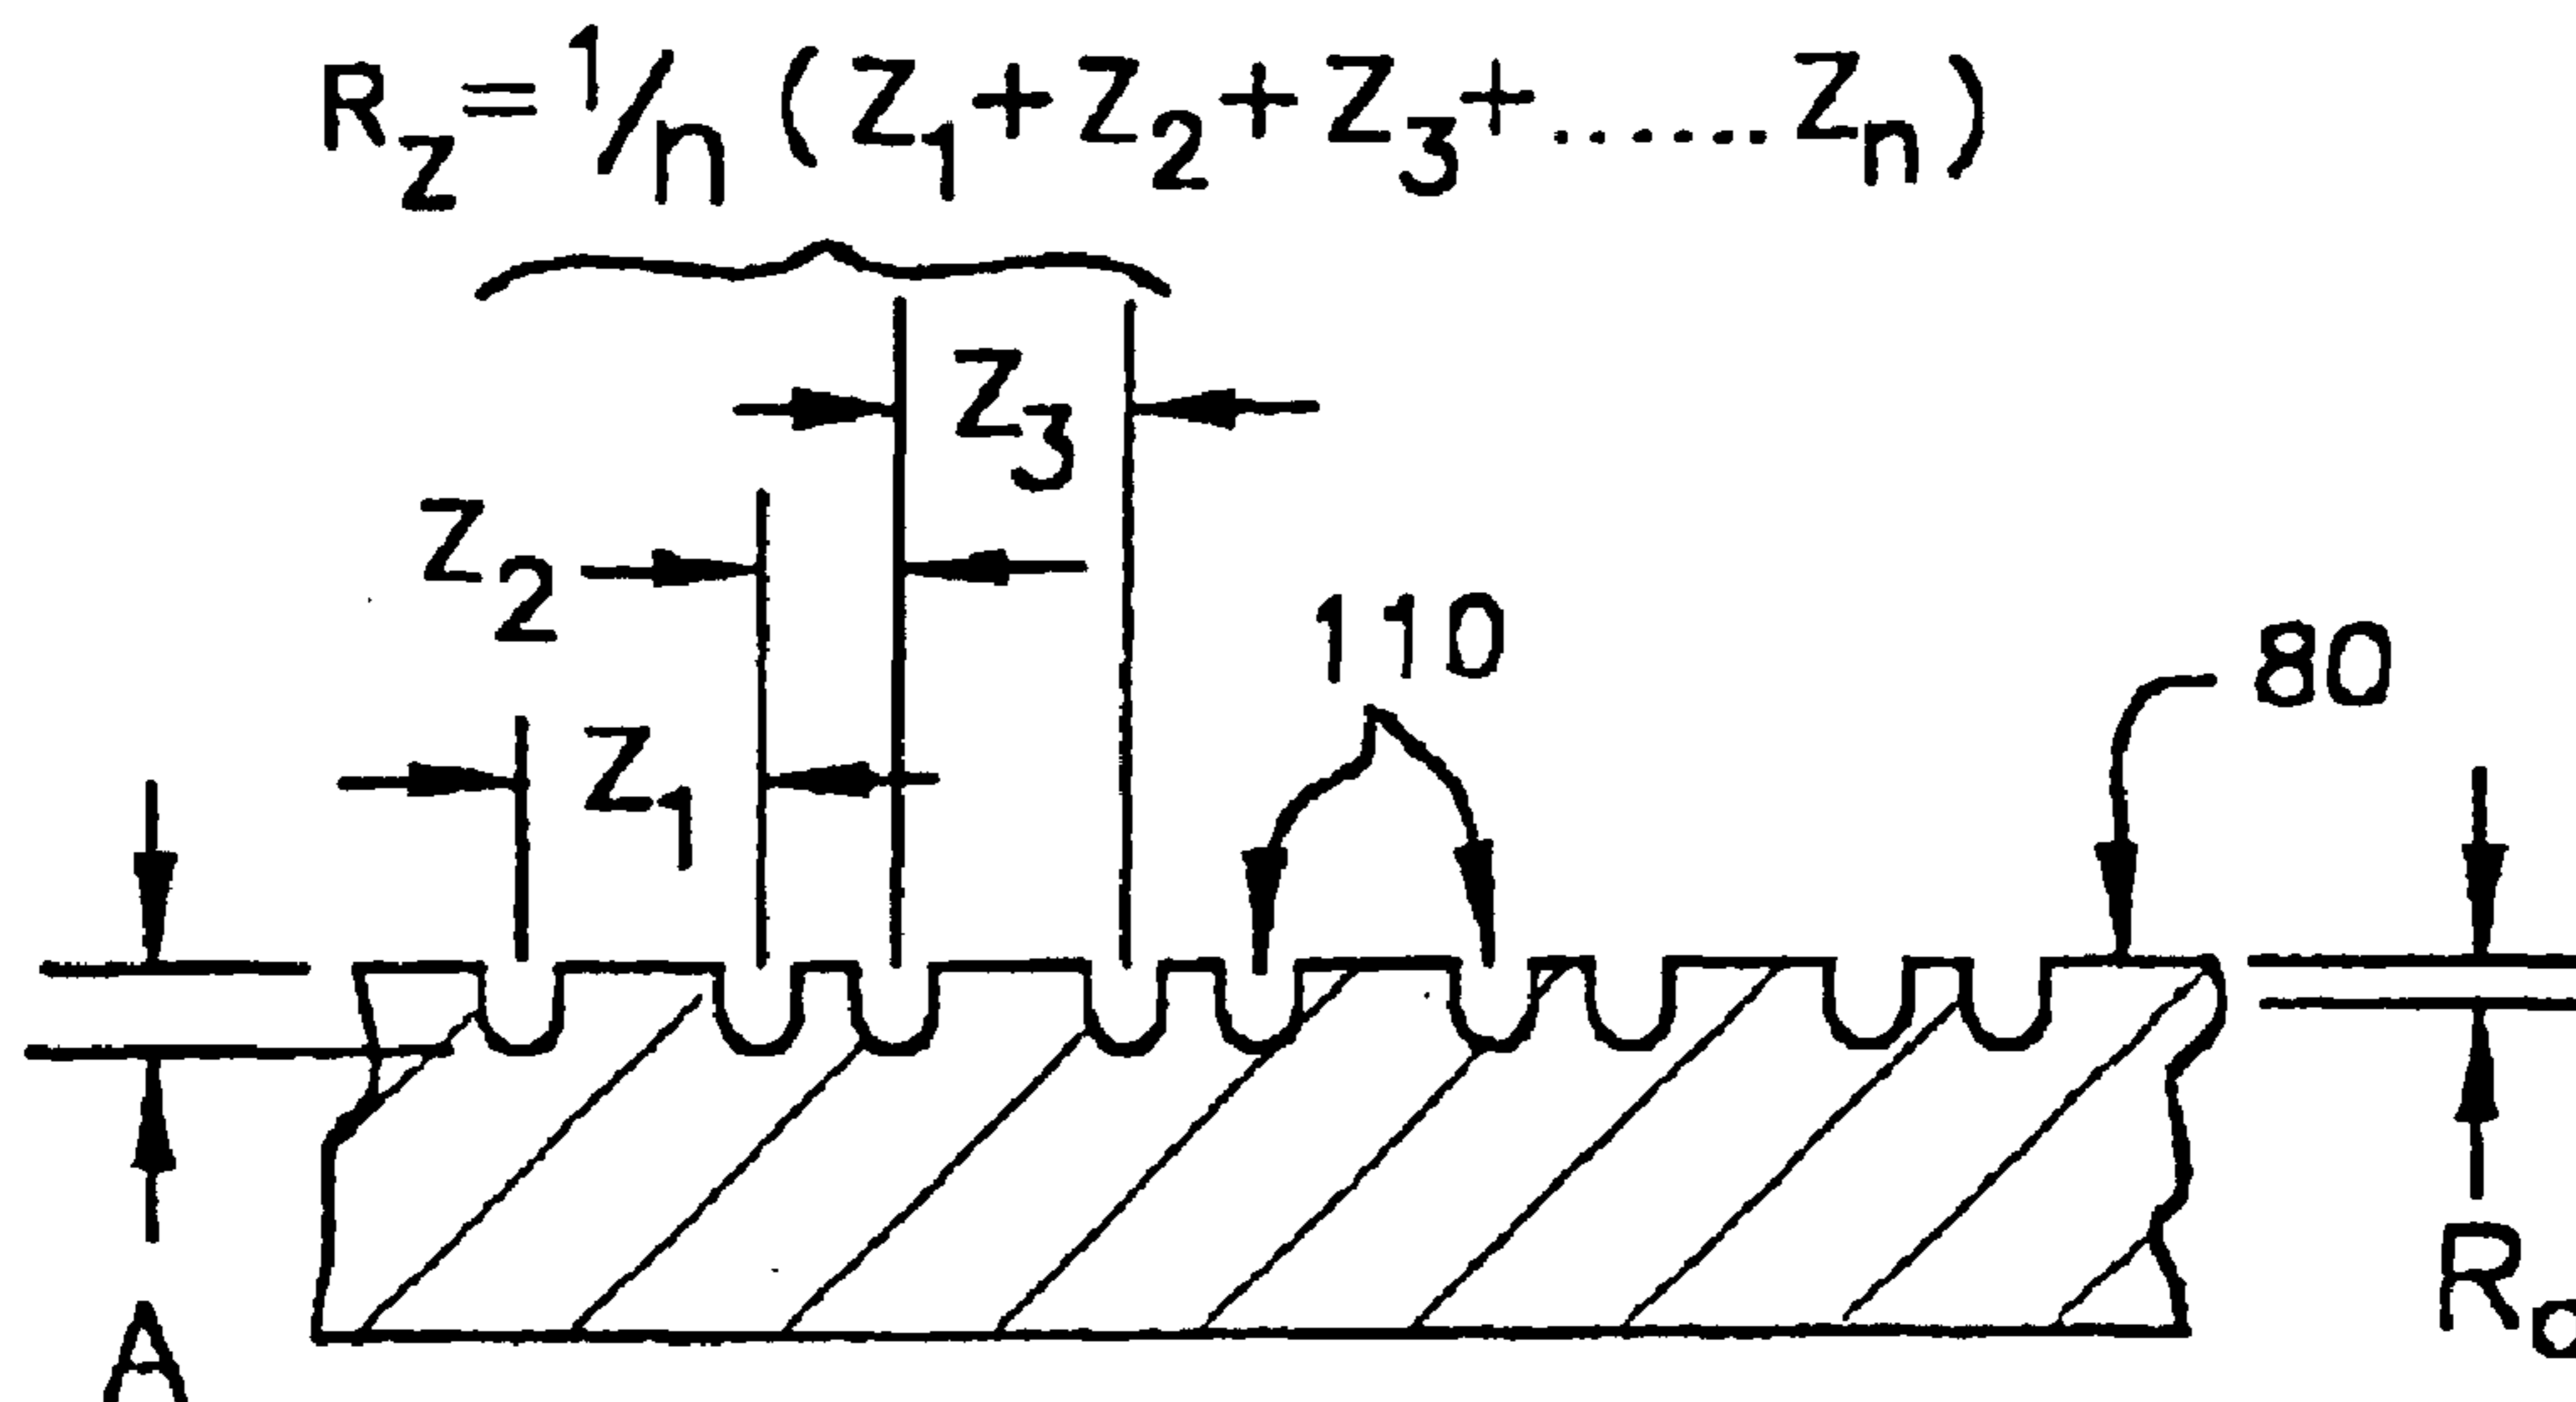 R_z = 1/n (Z_1 + Z_2 + Z_3 + ...... Z_n)
Z_3
Z_2
110
80
Z_1
A